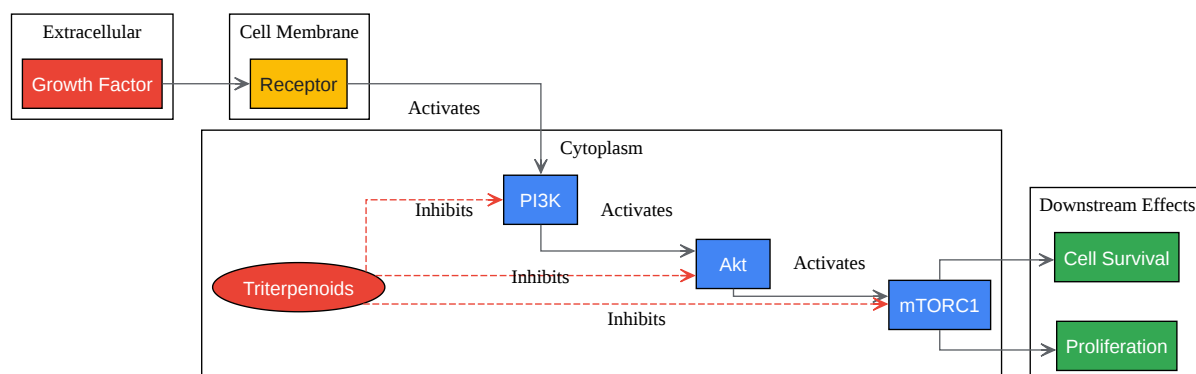 Extracellular
Growth Factor
Cell Membrane
Receptor
Activates
Cytoplasm
PI3K
Inhibits
Activates
Akt
Inhibits
Activates
Triterpenoids
Inhibits
mTORC1
Downstream Effects
Cell Survival
Proliferation